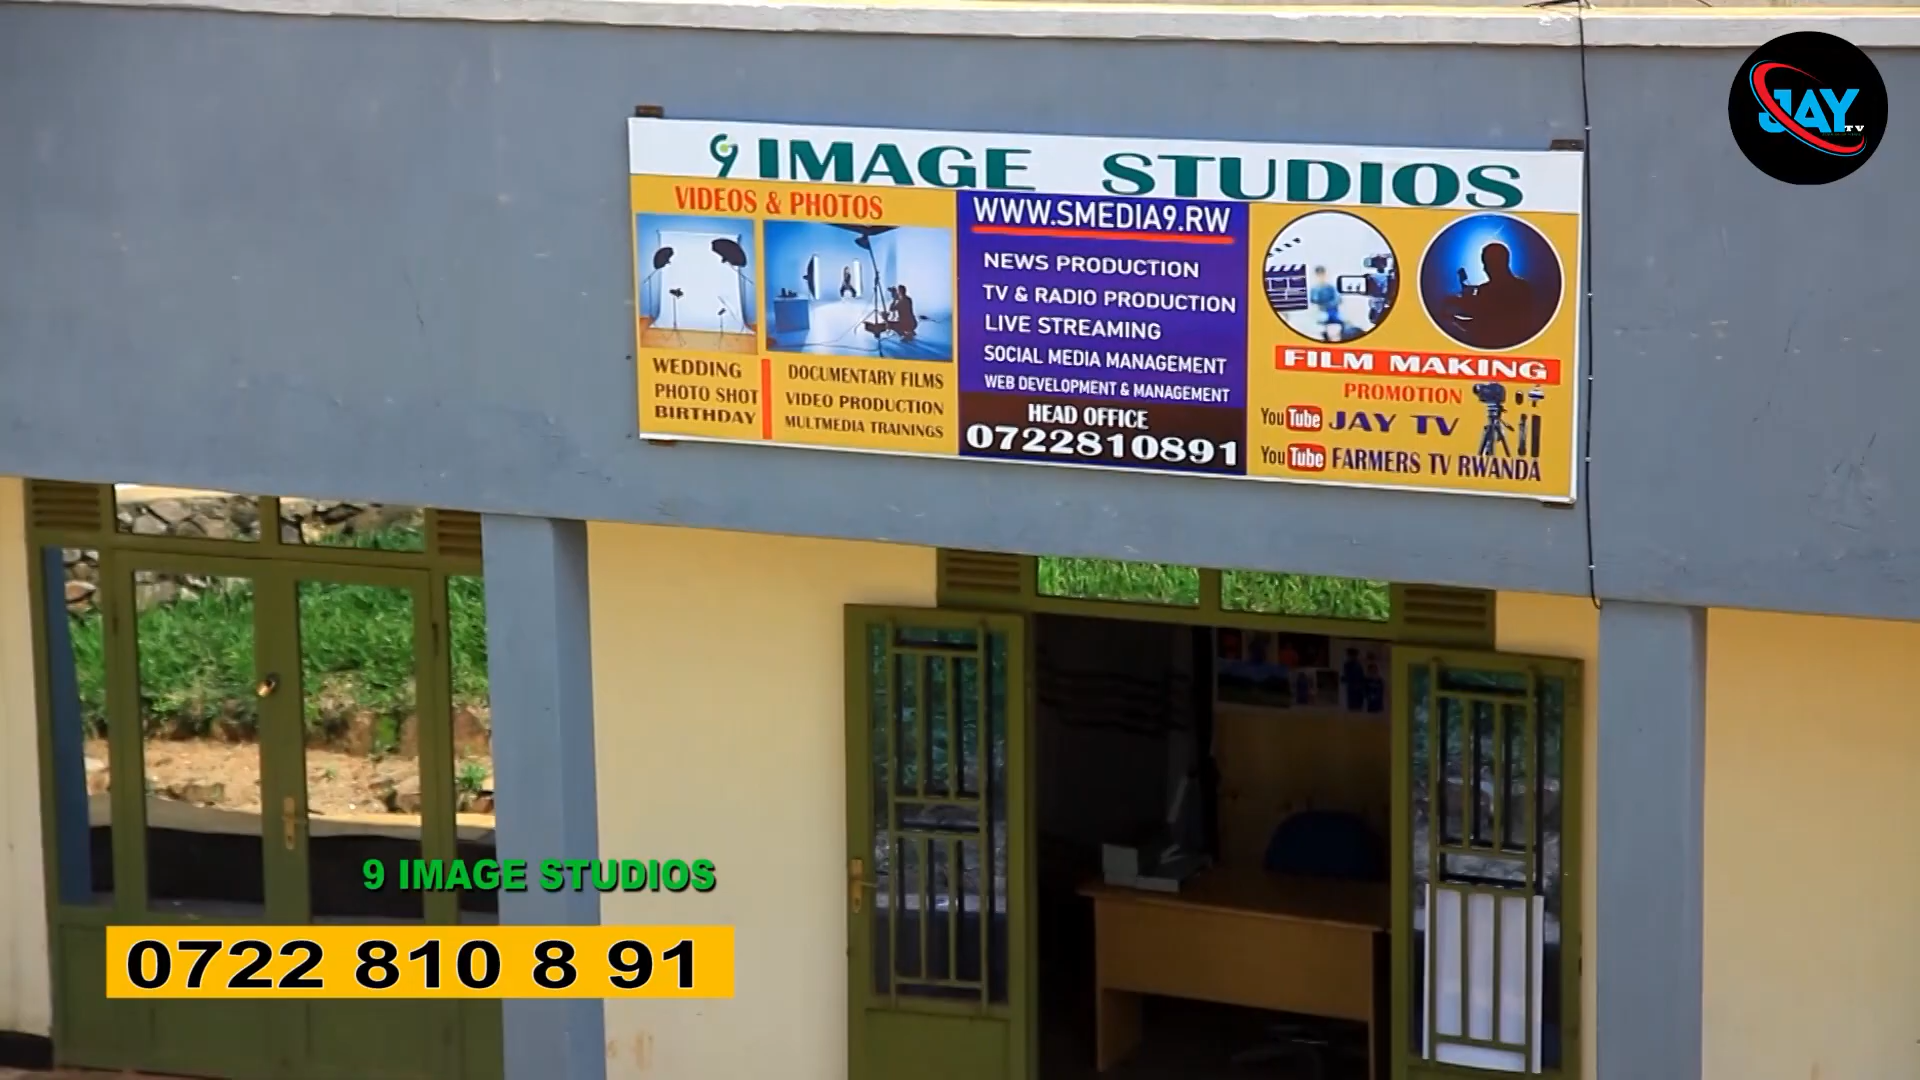 JAY TV
9 IMAGE STUDIOS
VIDEOS & PHOTOS
WEDDING
PHOTO SHOT
BIRTHDAY
DOCUMENTARY FILMS
VIDEO PRODUCTION
MULTMEDIA TRAININGS
WWW.SMEDIA9.RW
NEWS PRODUCTION
TV & RADIO PRODUCTION
LIVE STREAMING
SOCIAL MEDIA MANAGEMENT
WEB DEVELOPMENT & MANAGEMENT
HEAD OFFICE
0722810891
FILM MAKING
PROMOTION
YouTube JAY TV
YouTube FARMERS TV RWANDA
9 IMAGE STUDIOS
0722 810 8 91